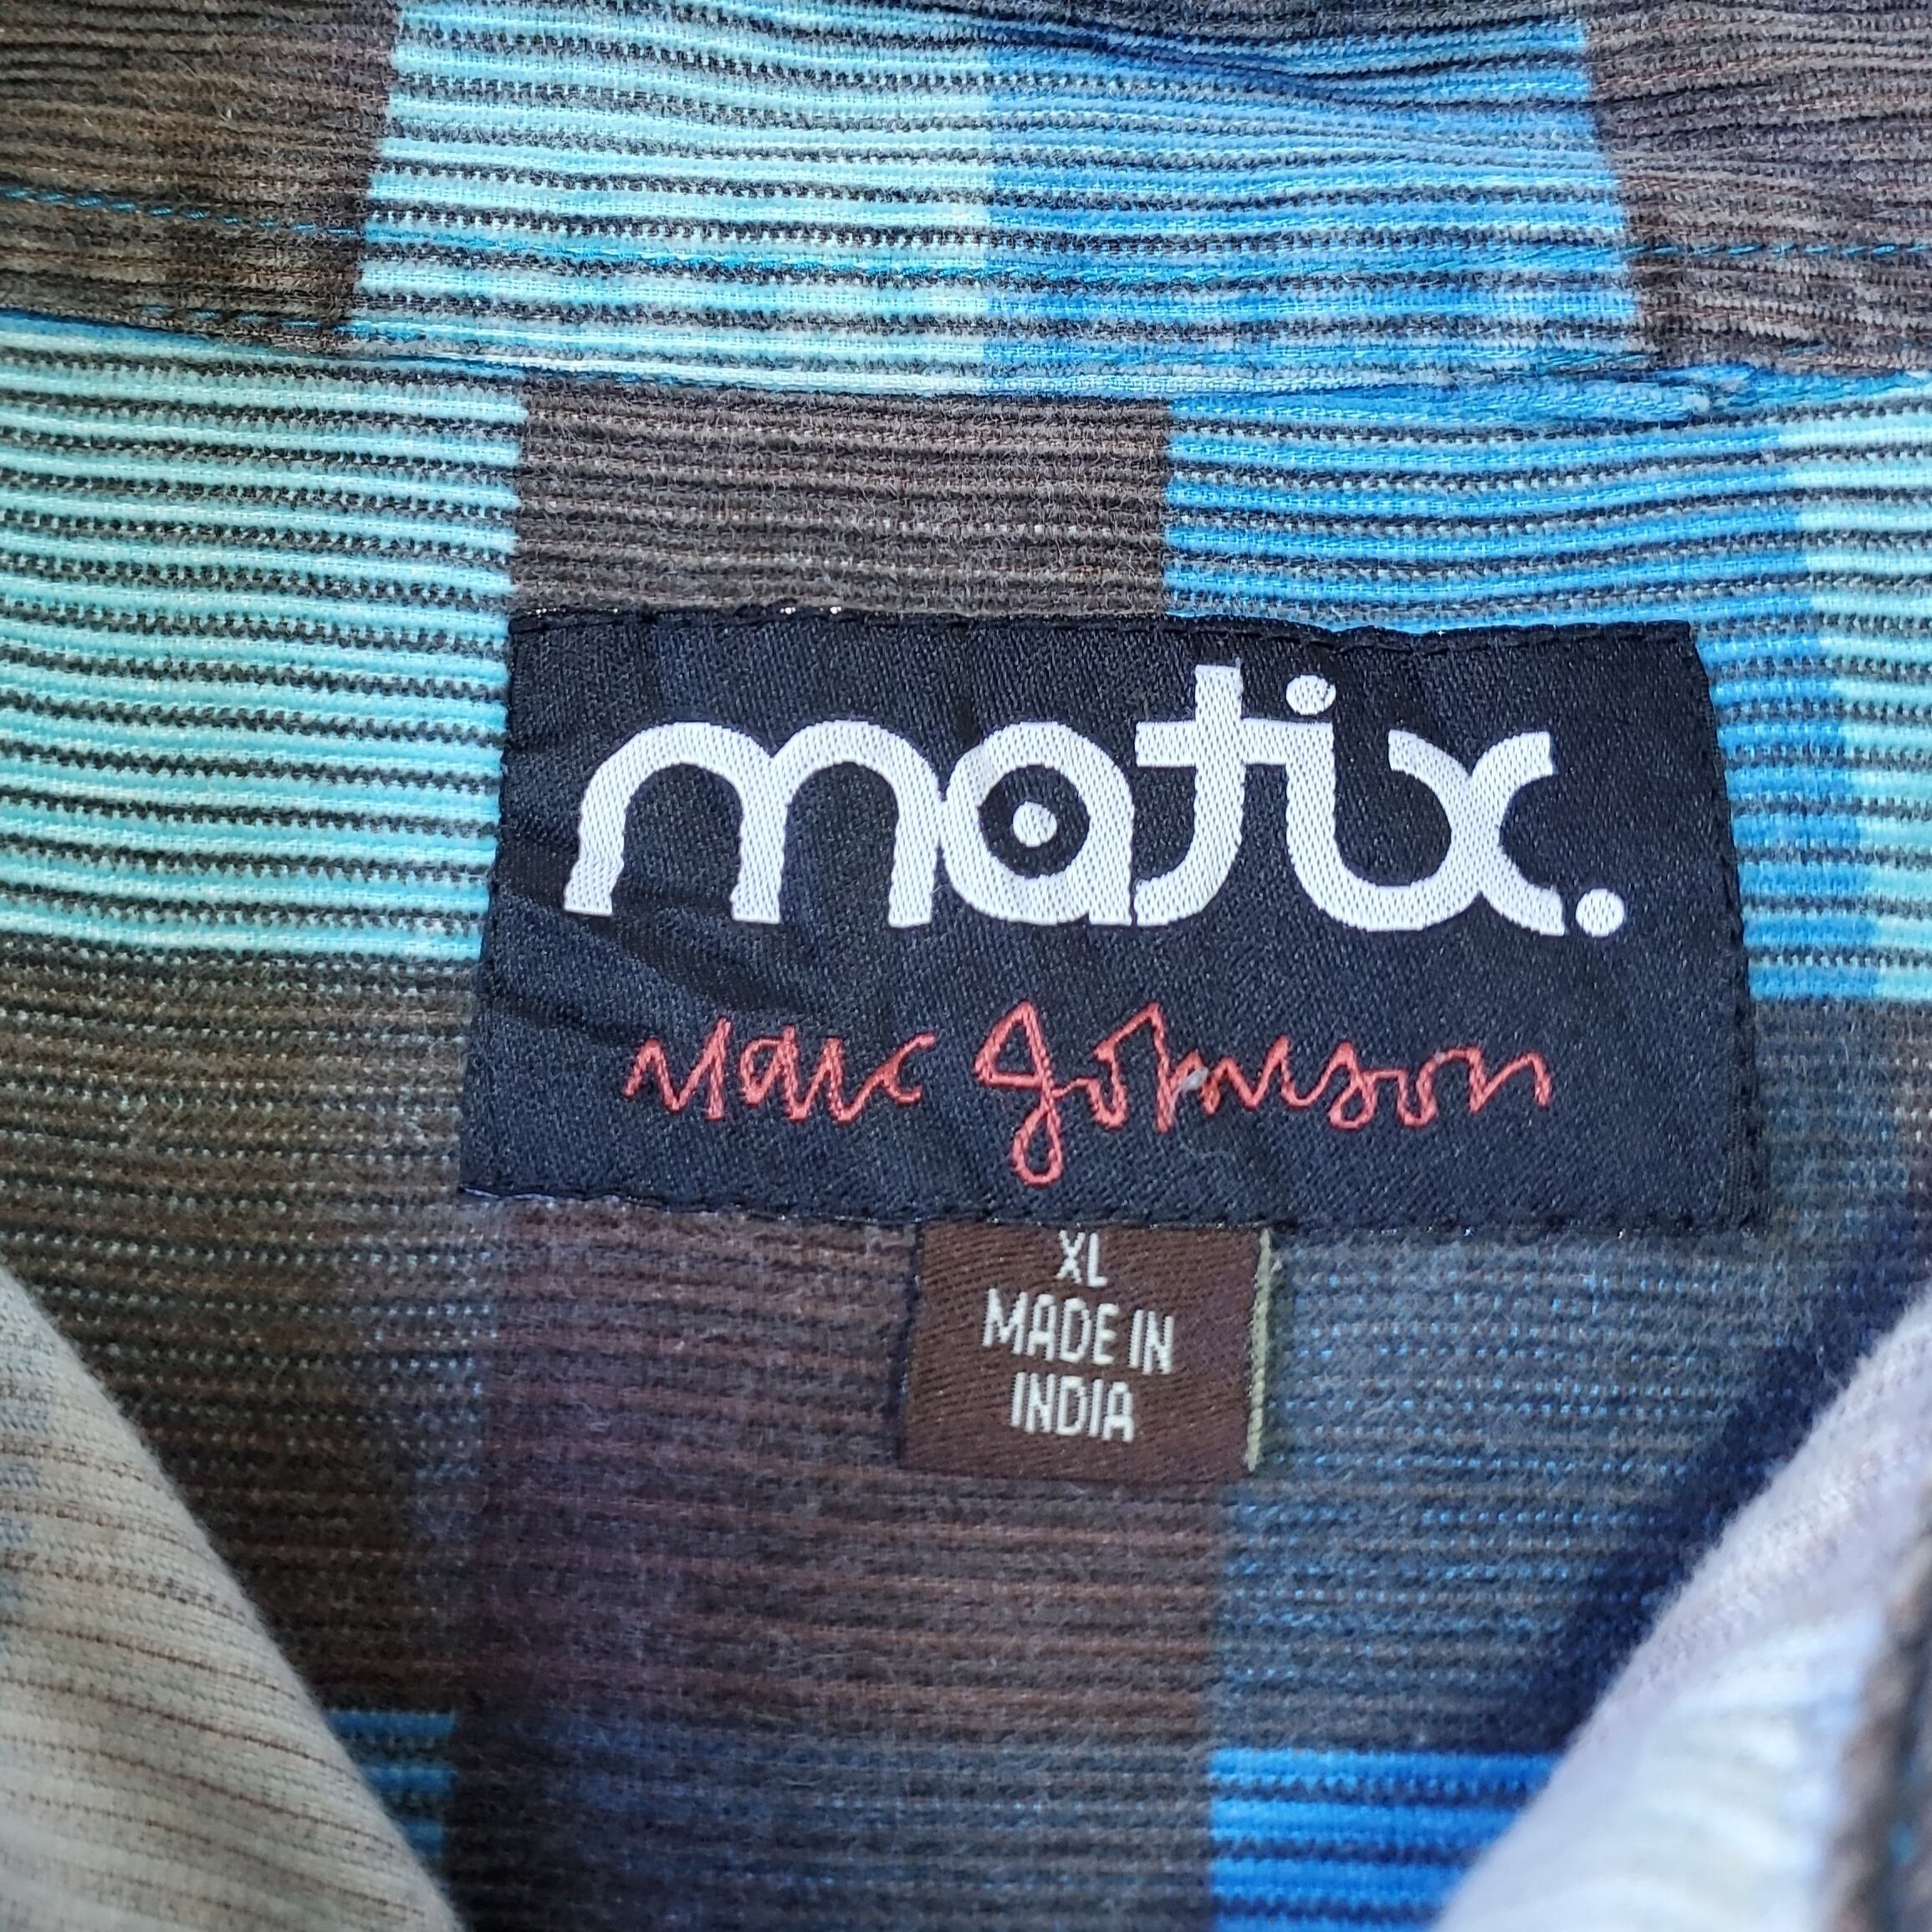 matix.
Marc Johnson
XL
MADE IN
INDIA